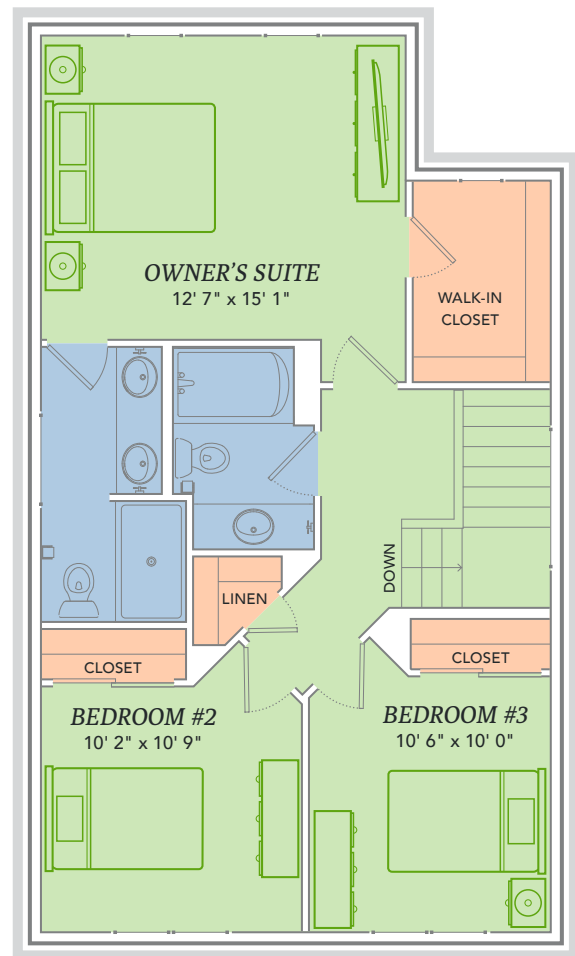 OWNER'S SUITE
12' 7" x 15' 1"
WALK-IN
CLOSET
DOWN
LINEN
CLOSET
CLOSET
BEDROOM #2
10' 2" x 10' 9"
BEDROOM #3
10' 6" x 10' 0"